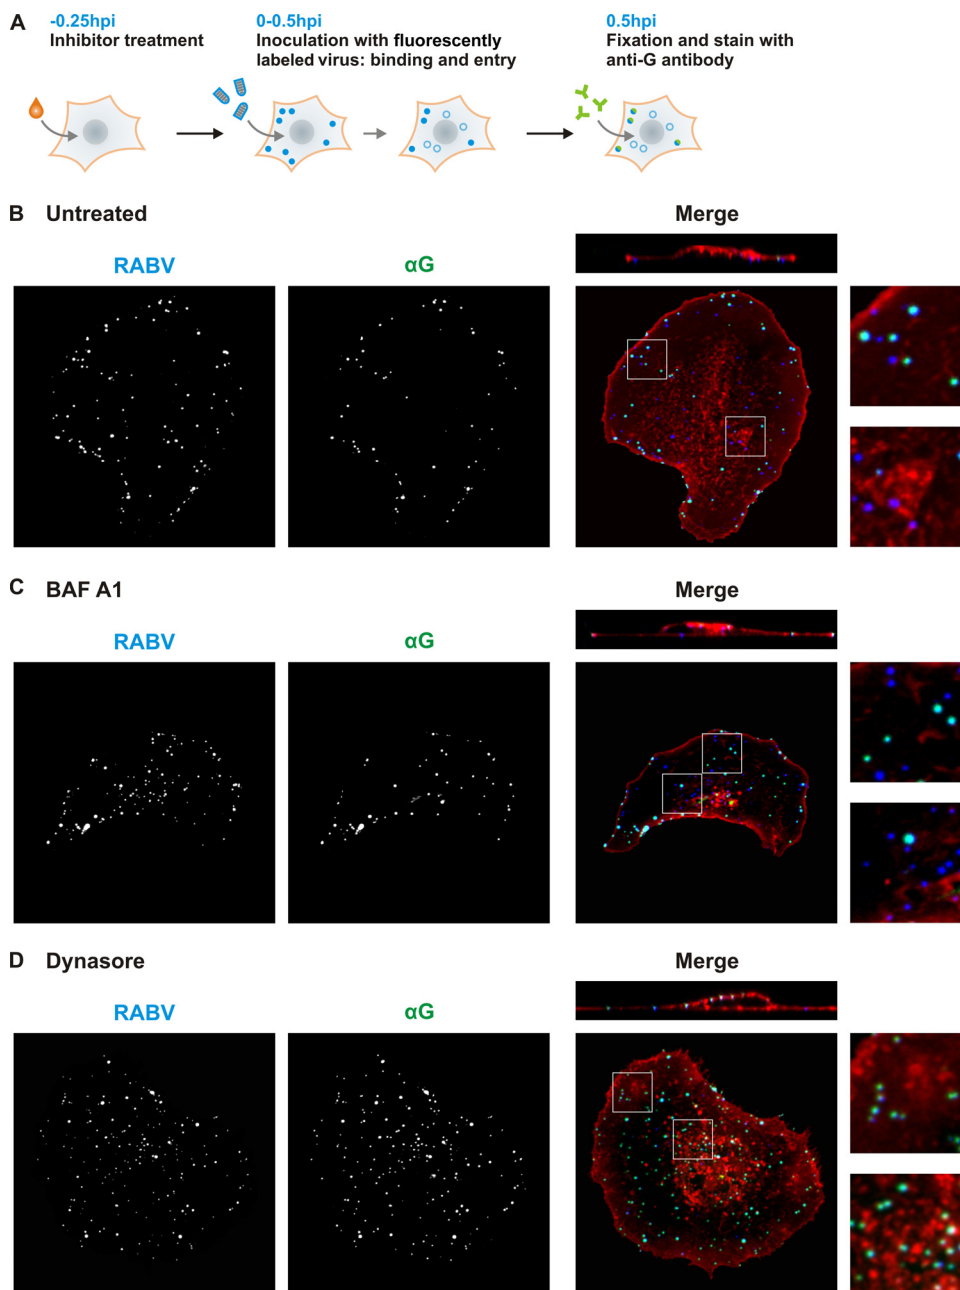 A
-0.25hpi
Inhibitor treatment
0-0.5hpi
Inoculation with fluorescently
labeled virus: binding and entry
0.5hpi
Fixation and stain with
anti-G antibody
B Untreated
Merge
RABV
αG
C BAF A1
Merge
RABV
αG
D Dynasore
Merge
RABV
αG